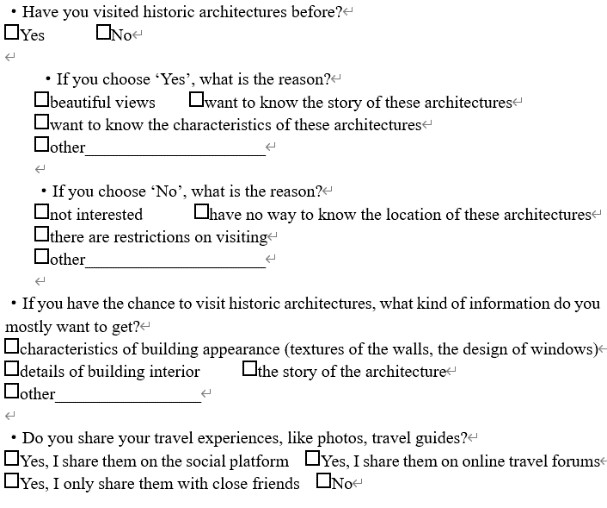 • Have you visited historic architectures before?↵
☐Yes ☐No↵
↵
• If you choose ‘Yes’, what is the reason?↵
☐beautiful views ☐want to know the story of these architectures↵
☐want to know the characteristics of these architectures↵
☐other______________________↵
↵
• If you choose ‘No’, what is the reason?↵
☐not interested ☐have no way to know the location of these architectures↵
☐there are restrictions on visiting↵
☐other______________________↵
↵
• If you have the chance to visit historic architectures, what kind of information do you
mostly want to get?↵
☐characteristics of building appearance (textures of the walls, the design of windows)↵
☐details of building interior ☐the story of the architecture↵
☐other__________________↵
↵
• Do you share your travel experiences, like photos, travel guides?↵
☐Yes, I share them on the social platform ☐Yes, I share them on online travel forums↵
☐Yes, I only share them with close friends ☐No↵